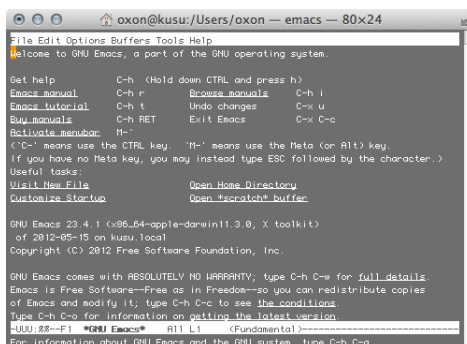 oxon@kusu:/Users/oxon — emacs — 80×24
File Edit Options Buffers Tools Help
Welcome to GNU Emacs, a part of the GNU operating system.
Get help C-h (Hold down CTRL and press h)
Emacs manual C-h r Browse manuals C-h i
Emacs tutorial C-h t Undo changes C-x u
Buy manuals C-h RET Exit Emacs C-x C-c
Activate menubar M-`
(`C-' means use the CTRL key. `M-' means use the Meta (or Alt) key.
If you have no Meta key, you may instead type ESC followed by the character.)
Useful tasks:
Visit New File Open Home Directory
Customize Startup Open *scratch* buffer
GNU Emacs 23.4.1 (x86_64-apple-darwin11.3.0, X toolkit)
of 2012-05-15 on kusu.local
Copyright (C) 2012 Free Software Foundation, Inc.
GNU Emacs comes with ABSOLUTELY NO WARRANTY; type C-h C-w for full details.
Emacs is Free Software--Free as in Freedom--so you can redistribute copies
of Emacs and modify it; type C-h C-c to see the conditions.
Type C-h C-o for information on getting the latest version.
-UUU:%%--F1 *GNU Emacs* All L1 (Fundamental)----------------------------
For information about GNU Emacs and the GNU system, type C-h C-a.